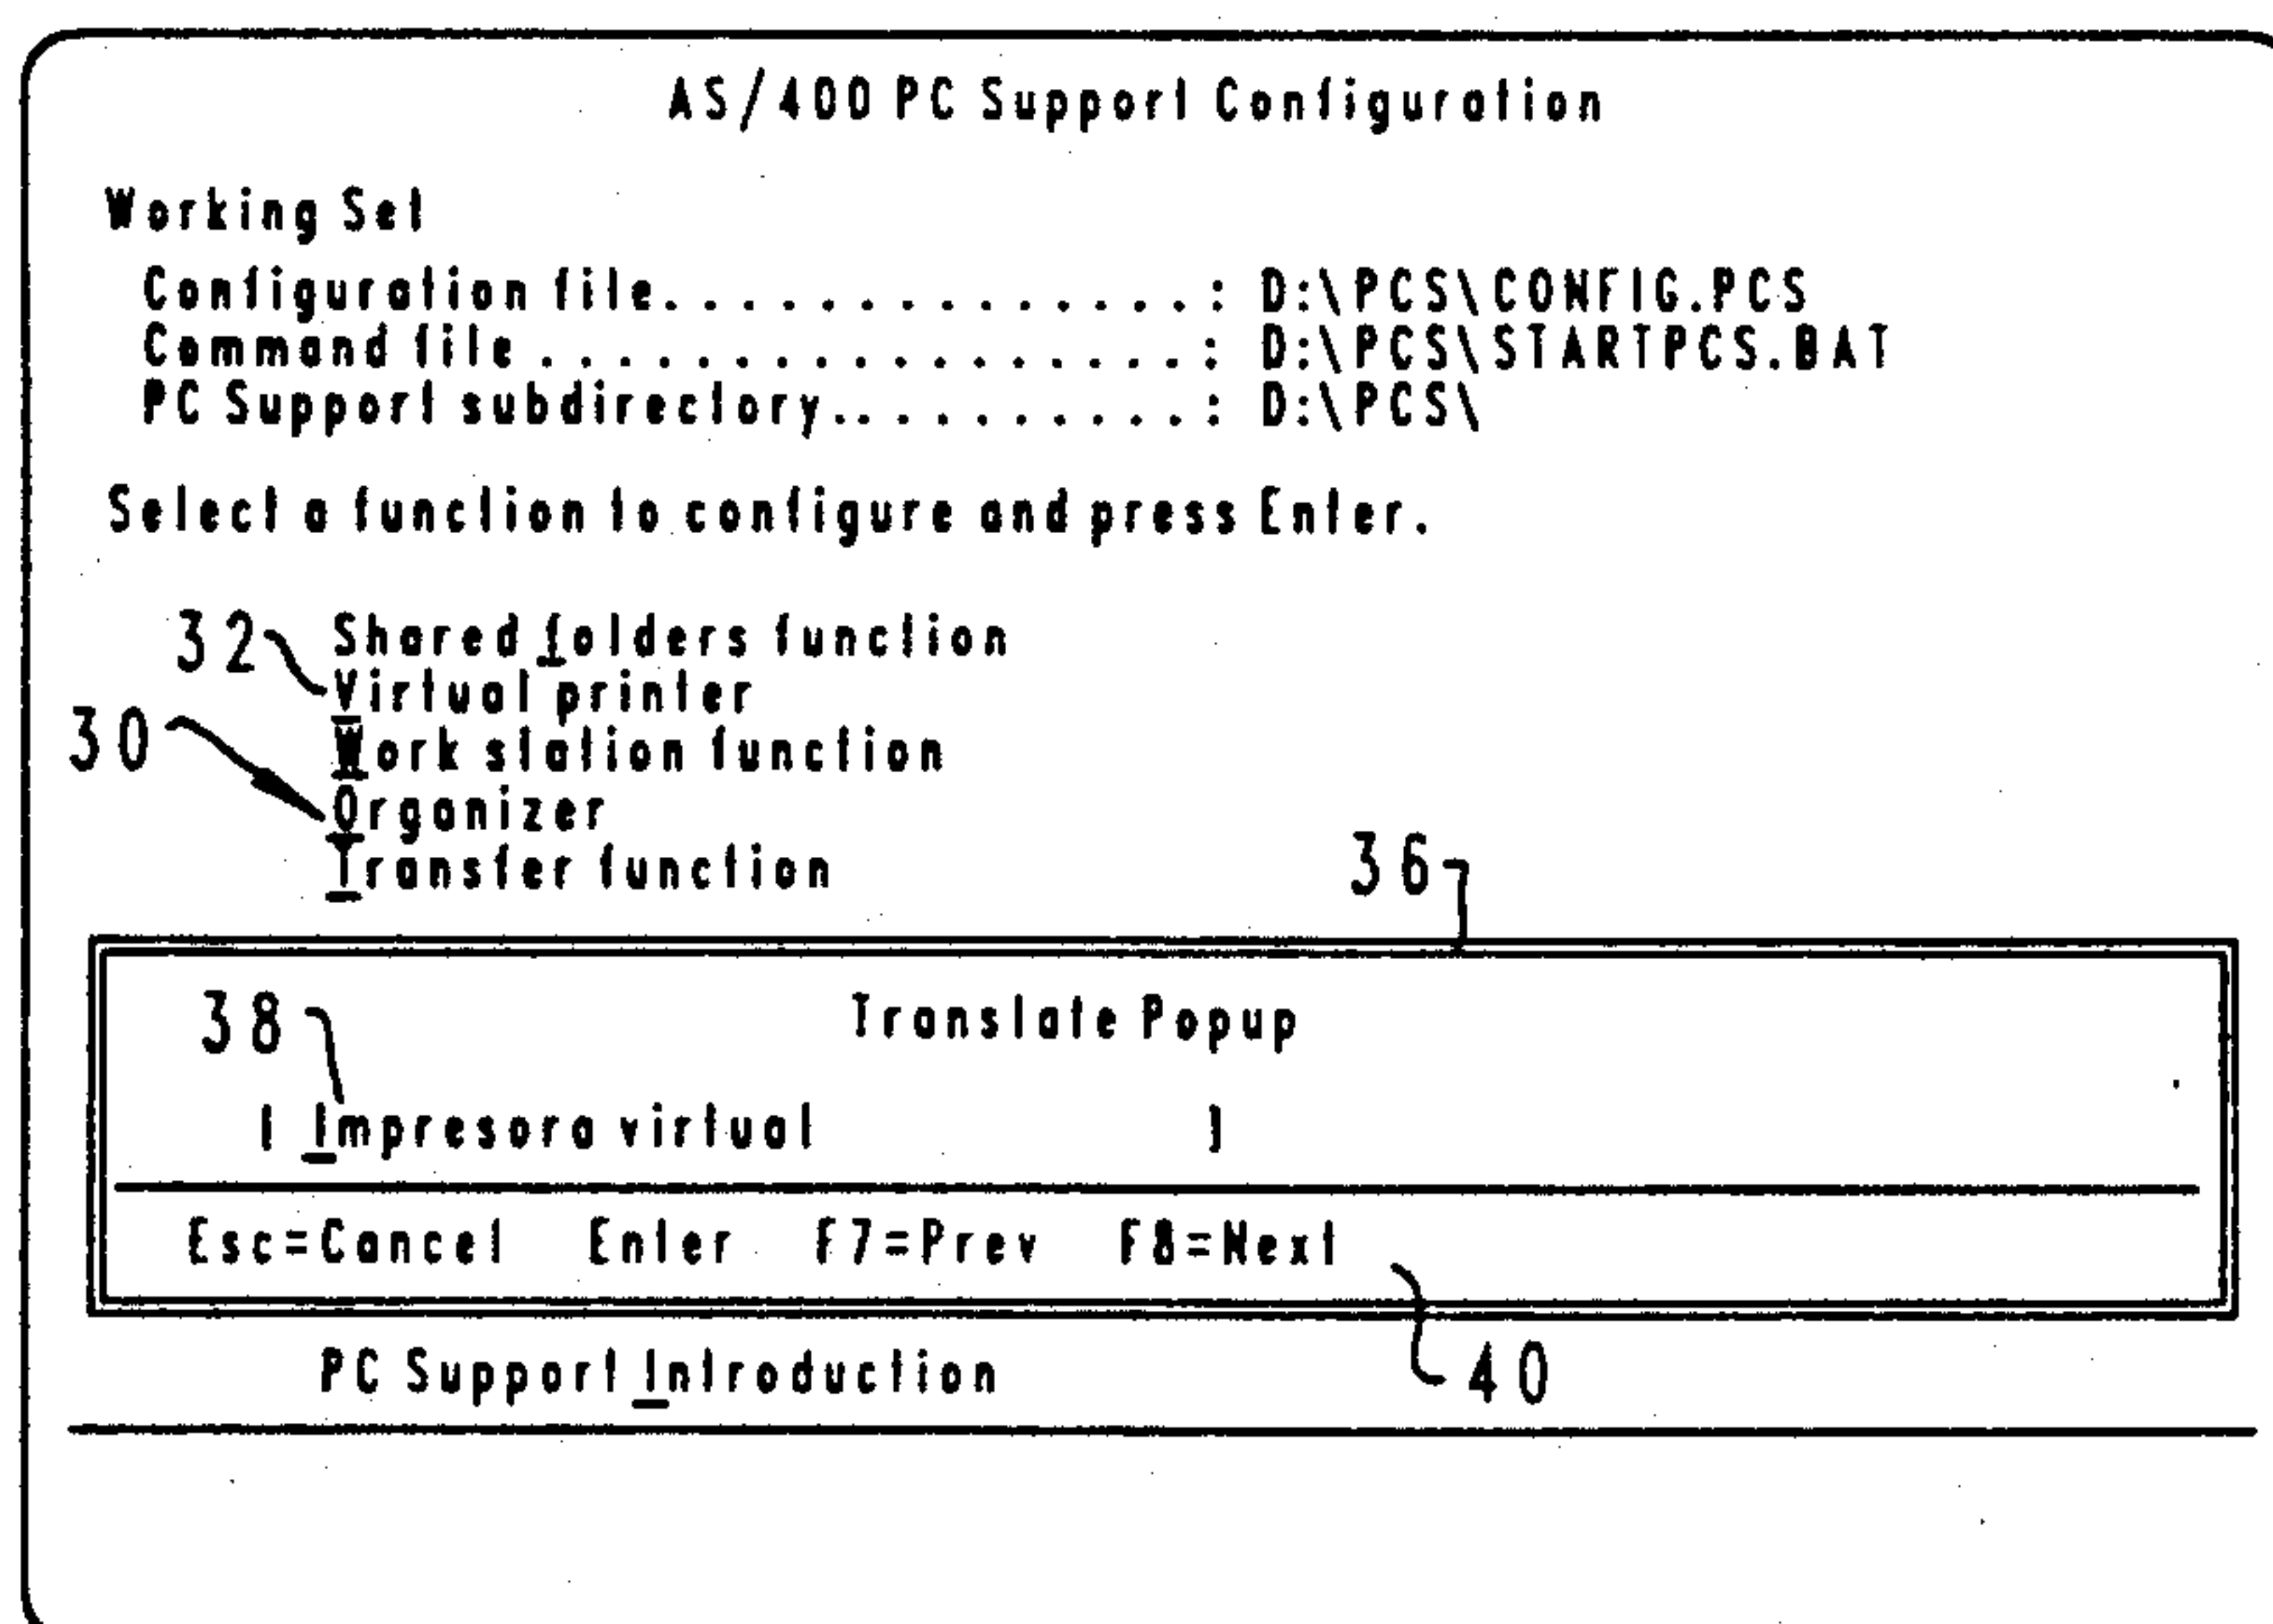 AS/400 PC Support Configuration
Working Set
Configuration file. . . . . . . . . . . . . . . : D:\PCS\CONFIG.PCS
Command file . . . . . . . . . . . . . . . . . : D:\PCS\STARTPCS.BAT
PC Support subdirectory. . . . . . . . . . . : D:\PCS\
Select a function to configure and press Enter.
32 Shared folders function
Virtual printer
30 Work station function
Organizer
Transfer function
36
38 Translate Popup
[ Impresora virtual ]
Esc=Cancel Enter F7=Prev F8=Next
PC Support Introduction 40